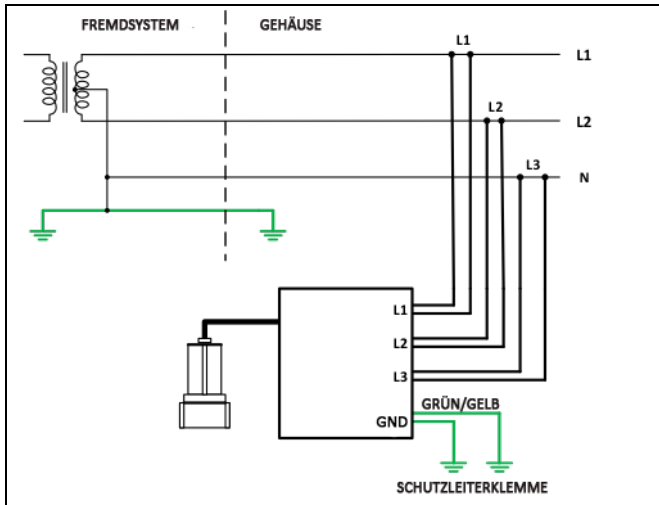 FREMDSYSTEM
GEHÄUSE
L1
L1
L2
L2
L3
N
L1
L2
L3
GRÜN/GELB
GND
SCHUTZLEITERKLEMME